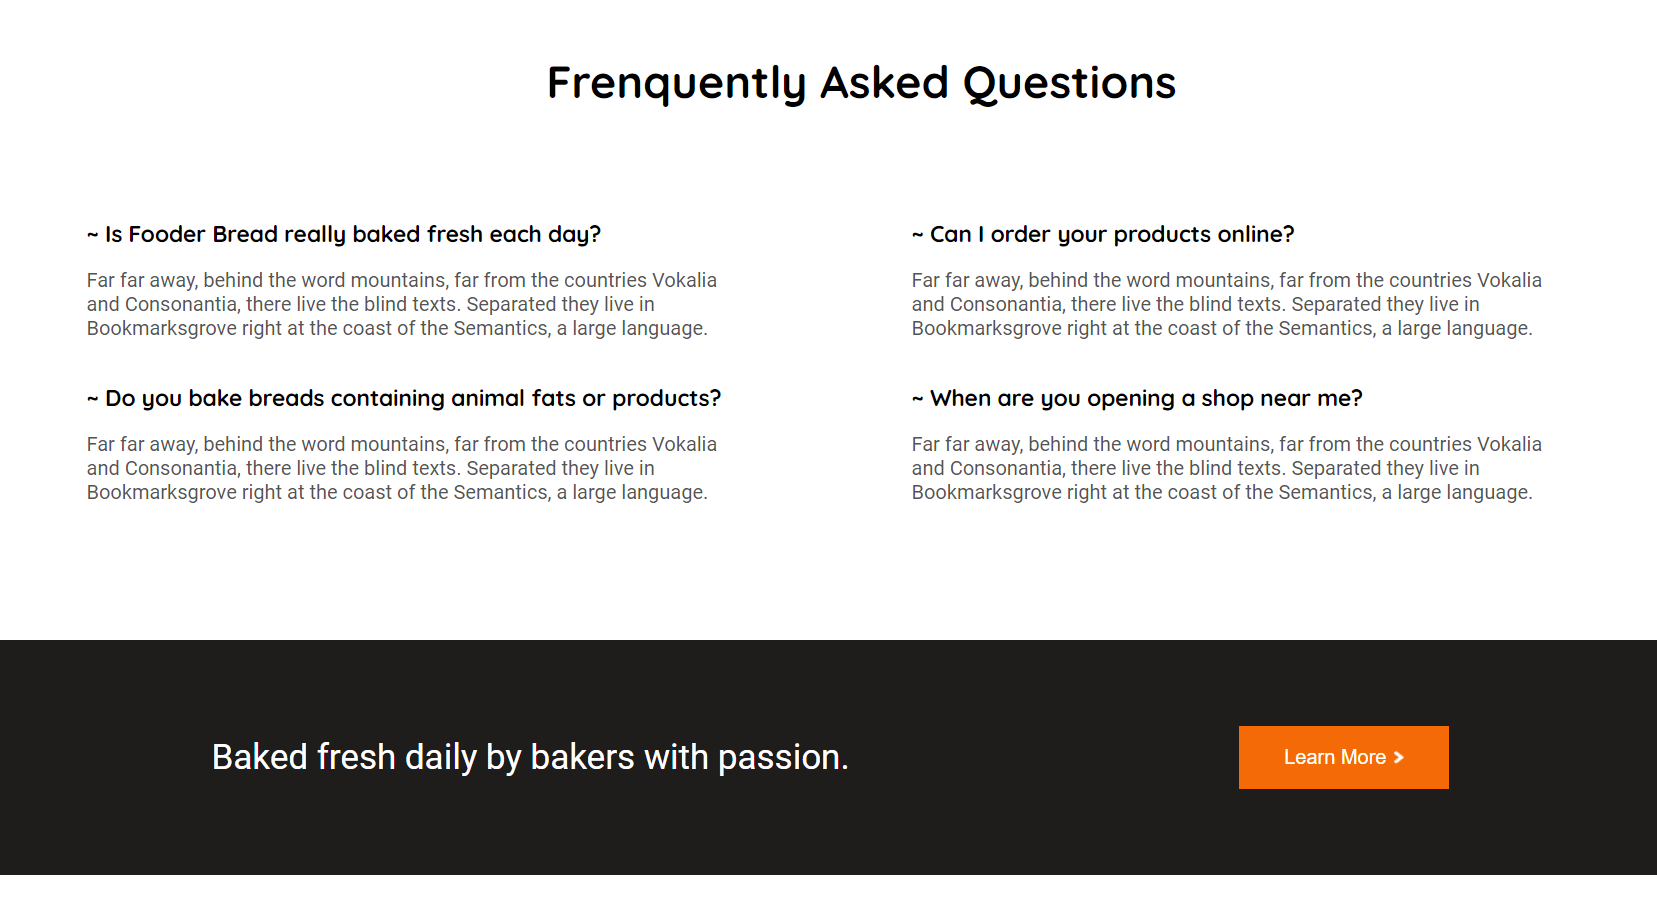 Frenquently Asked Questions
~ Is Fooder Bread really baked fresh each day?
Far far away, behind the word mountains, far from the countries Vokalia
and Consonantia, there live the blind texts. Separated they live in
Bookmarksgrove right at the coast of the Semantics, a large language.
~ Can I order your products online?
Far far away, behind the word mountains, far from the countries Vokalia
and Consonantia, there live the blind texts. Separated they live in
Bookmarksgrove right at the coast of the Semantics, a large language.
~ Do you bake breads containing animal fats or products?
Far far away, behind the word mountains, far from the countries Vokalia
and Consonantia, there live the blind texts. Separated they live in
Bookmarksgrove right at the coast of the Semantics, a large language.
~ When are you opening a shop near me?
Far far away, behind the word mountains, far from the countries Vokalia
and Consonantia, there live the blind texts. Separated they live in
Bookmarksgrove right at the coast of the Semantics, a large language.
Baked fresh daily by bakers with passion.
Learn More